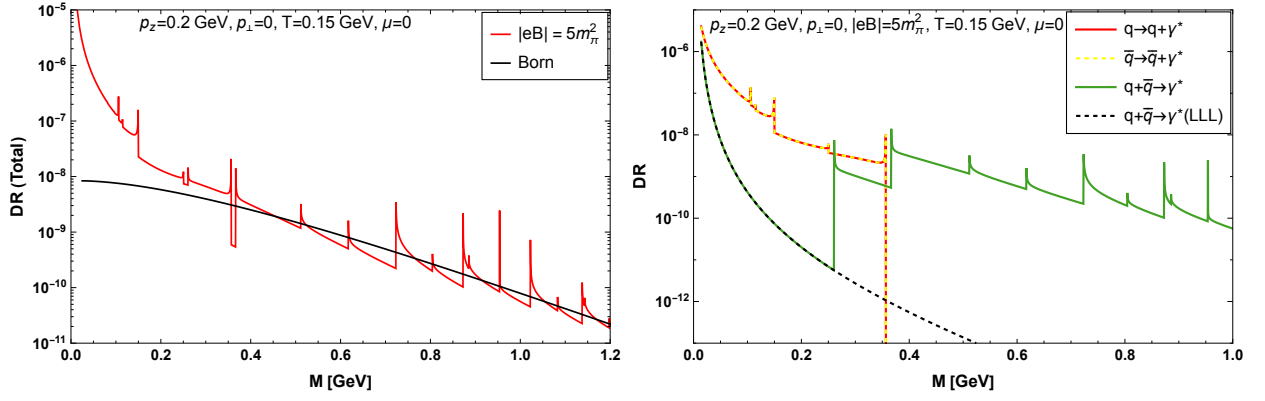 p_z=0.2 GeV, p_⊥=0, T=0.15 GeV, μ=0
|eB| = 5m_π^2
Born
DR (Total)
10^-5
10^-6
10^-7
10^-8
10^-9
10^-10
10^-11
0.0 0.2 0.4 0.6 0.8 1.0 1.2
M [GeV]
p_z=0.2 GeV, p_⊥=0, |eB|=5m_π^2, T=0.15 GeV, μ=0
q→q+γ*
q̅→q̅+γ*
q+q̅→γ*
q+q̅→γ*(LLL)
DR
10^-6
10^-8
10^-10
10^-12
0.0 0.2 0.4 0.6 0.8 1.0
M [GeV]